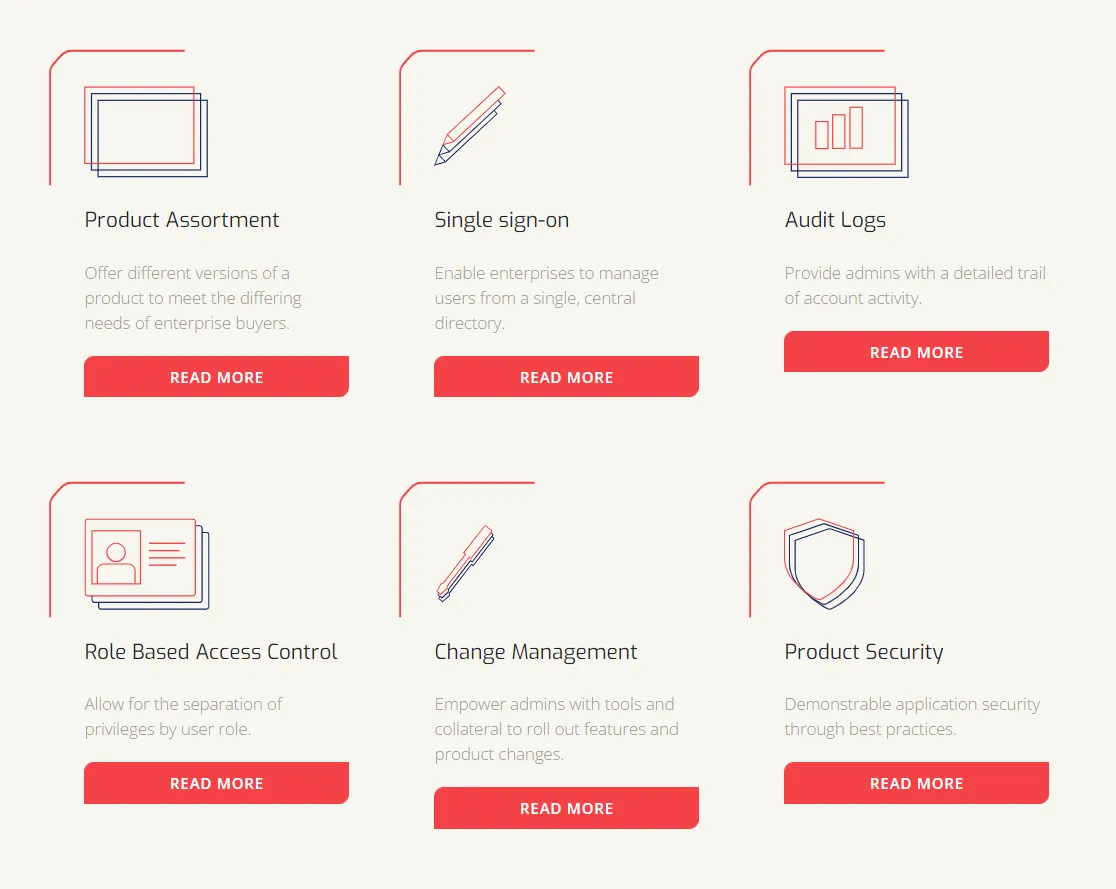 Product Assortment
Offer different versions of a
product to meet the differing
needs of enterprise buyers.
READ MORE
Single sign-on
Enable enterprises to manage
users from a single, central
directory.
READ MORE
Audit Logs
Provide admins with a detailed trail
of account activity.
READ MORE
Role Based Access Control
Allow for the separation of
privileges by user role.
READ MORE
Change Management
Empower admins with tools and
collateral to roll out features and
product changes.
READ MORE
Product Security
Demonstrable application security
through best practices.
READ MORE